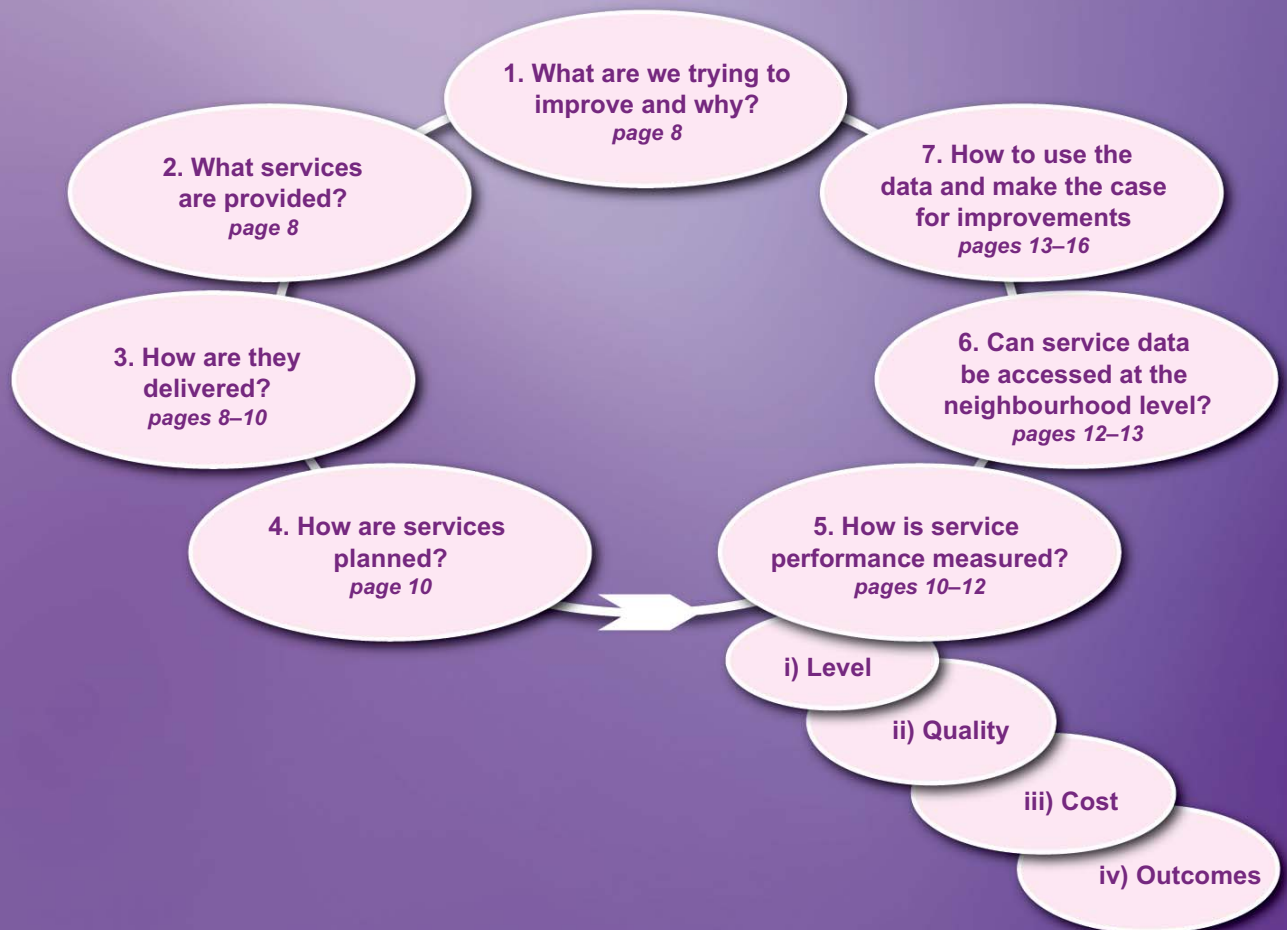 1. What are we trying to
improve and why?
page 8
2. What services
are provided?
page 8
3. How are they
delivered?
pages 8–10
4. How are services
planned?
page 10
5. How is service
performance measured?
pages 10–12
i) Level
ii) Quality
iii) Cost
iv) Outcomes
6. Can service data
be accessed at the
neighbourhood level?
pages 12–13
7. How to use the
data and make the case
for improvements
pages 13–16